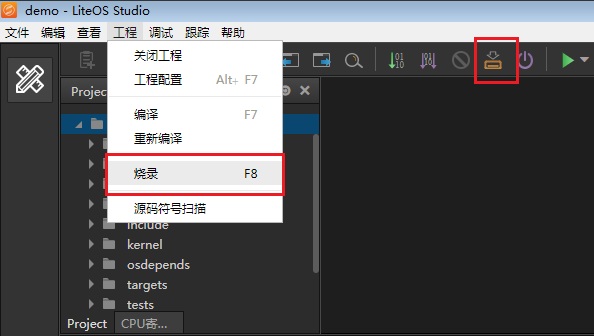 demo - LiteOS Studio
文件 编辑 查看 工程 调试 跟踪 帮助
关闭工程
工程配置 Alt+ F7
Project
编译 F7
重新编译
烧录 F8
源码符号扫描
include
kernel
osdepends
targets
tests
Project CPU寄...